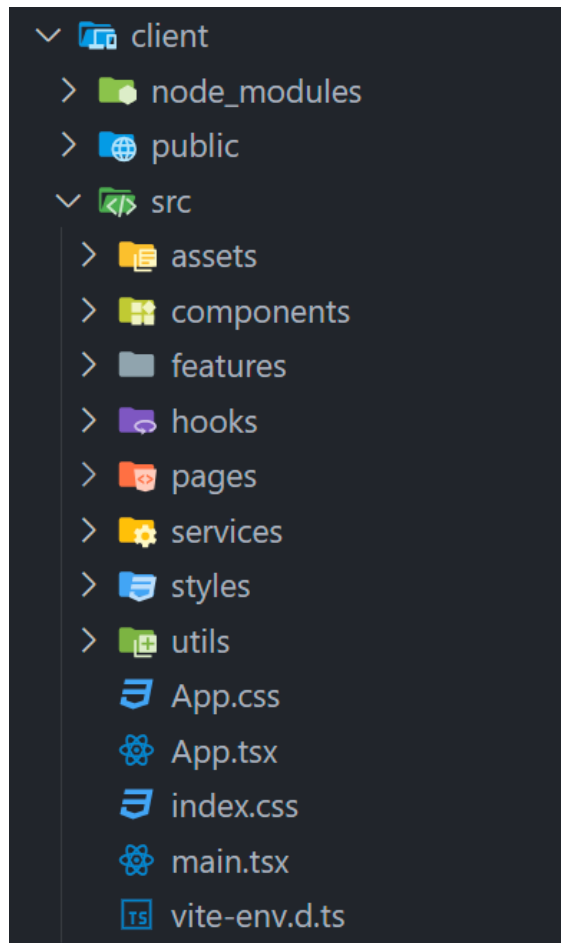 client
node_modules
public
src
assets
components
features
hooks
pages
services
styles
utils
App.css
App.tsx
index.css
main.tsx
TS vite-env.d.ts